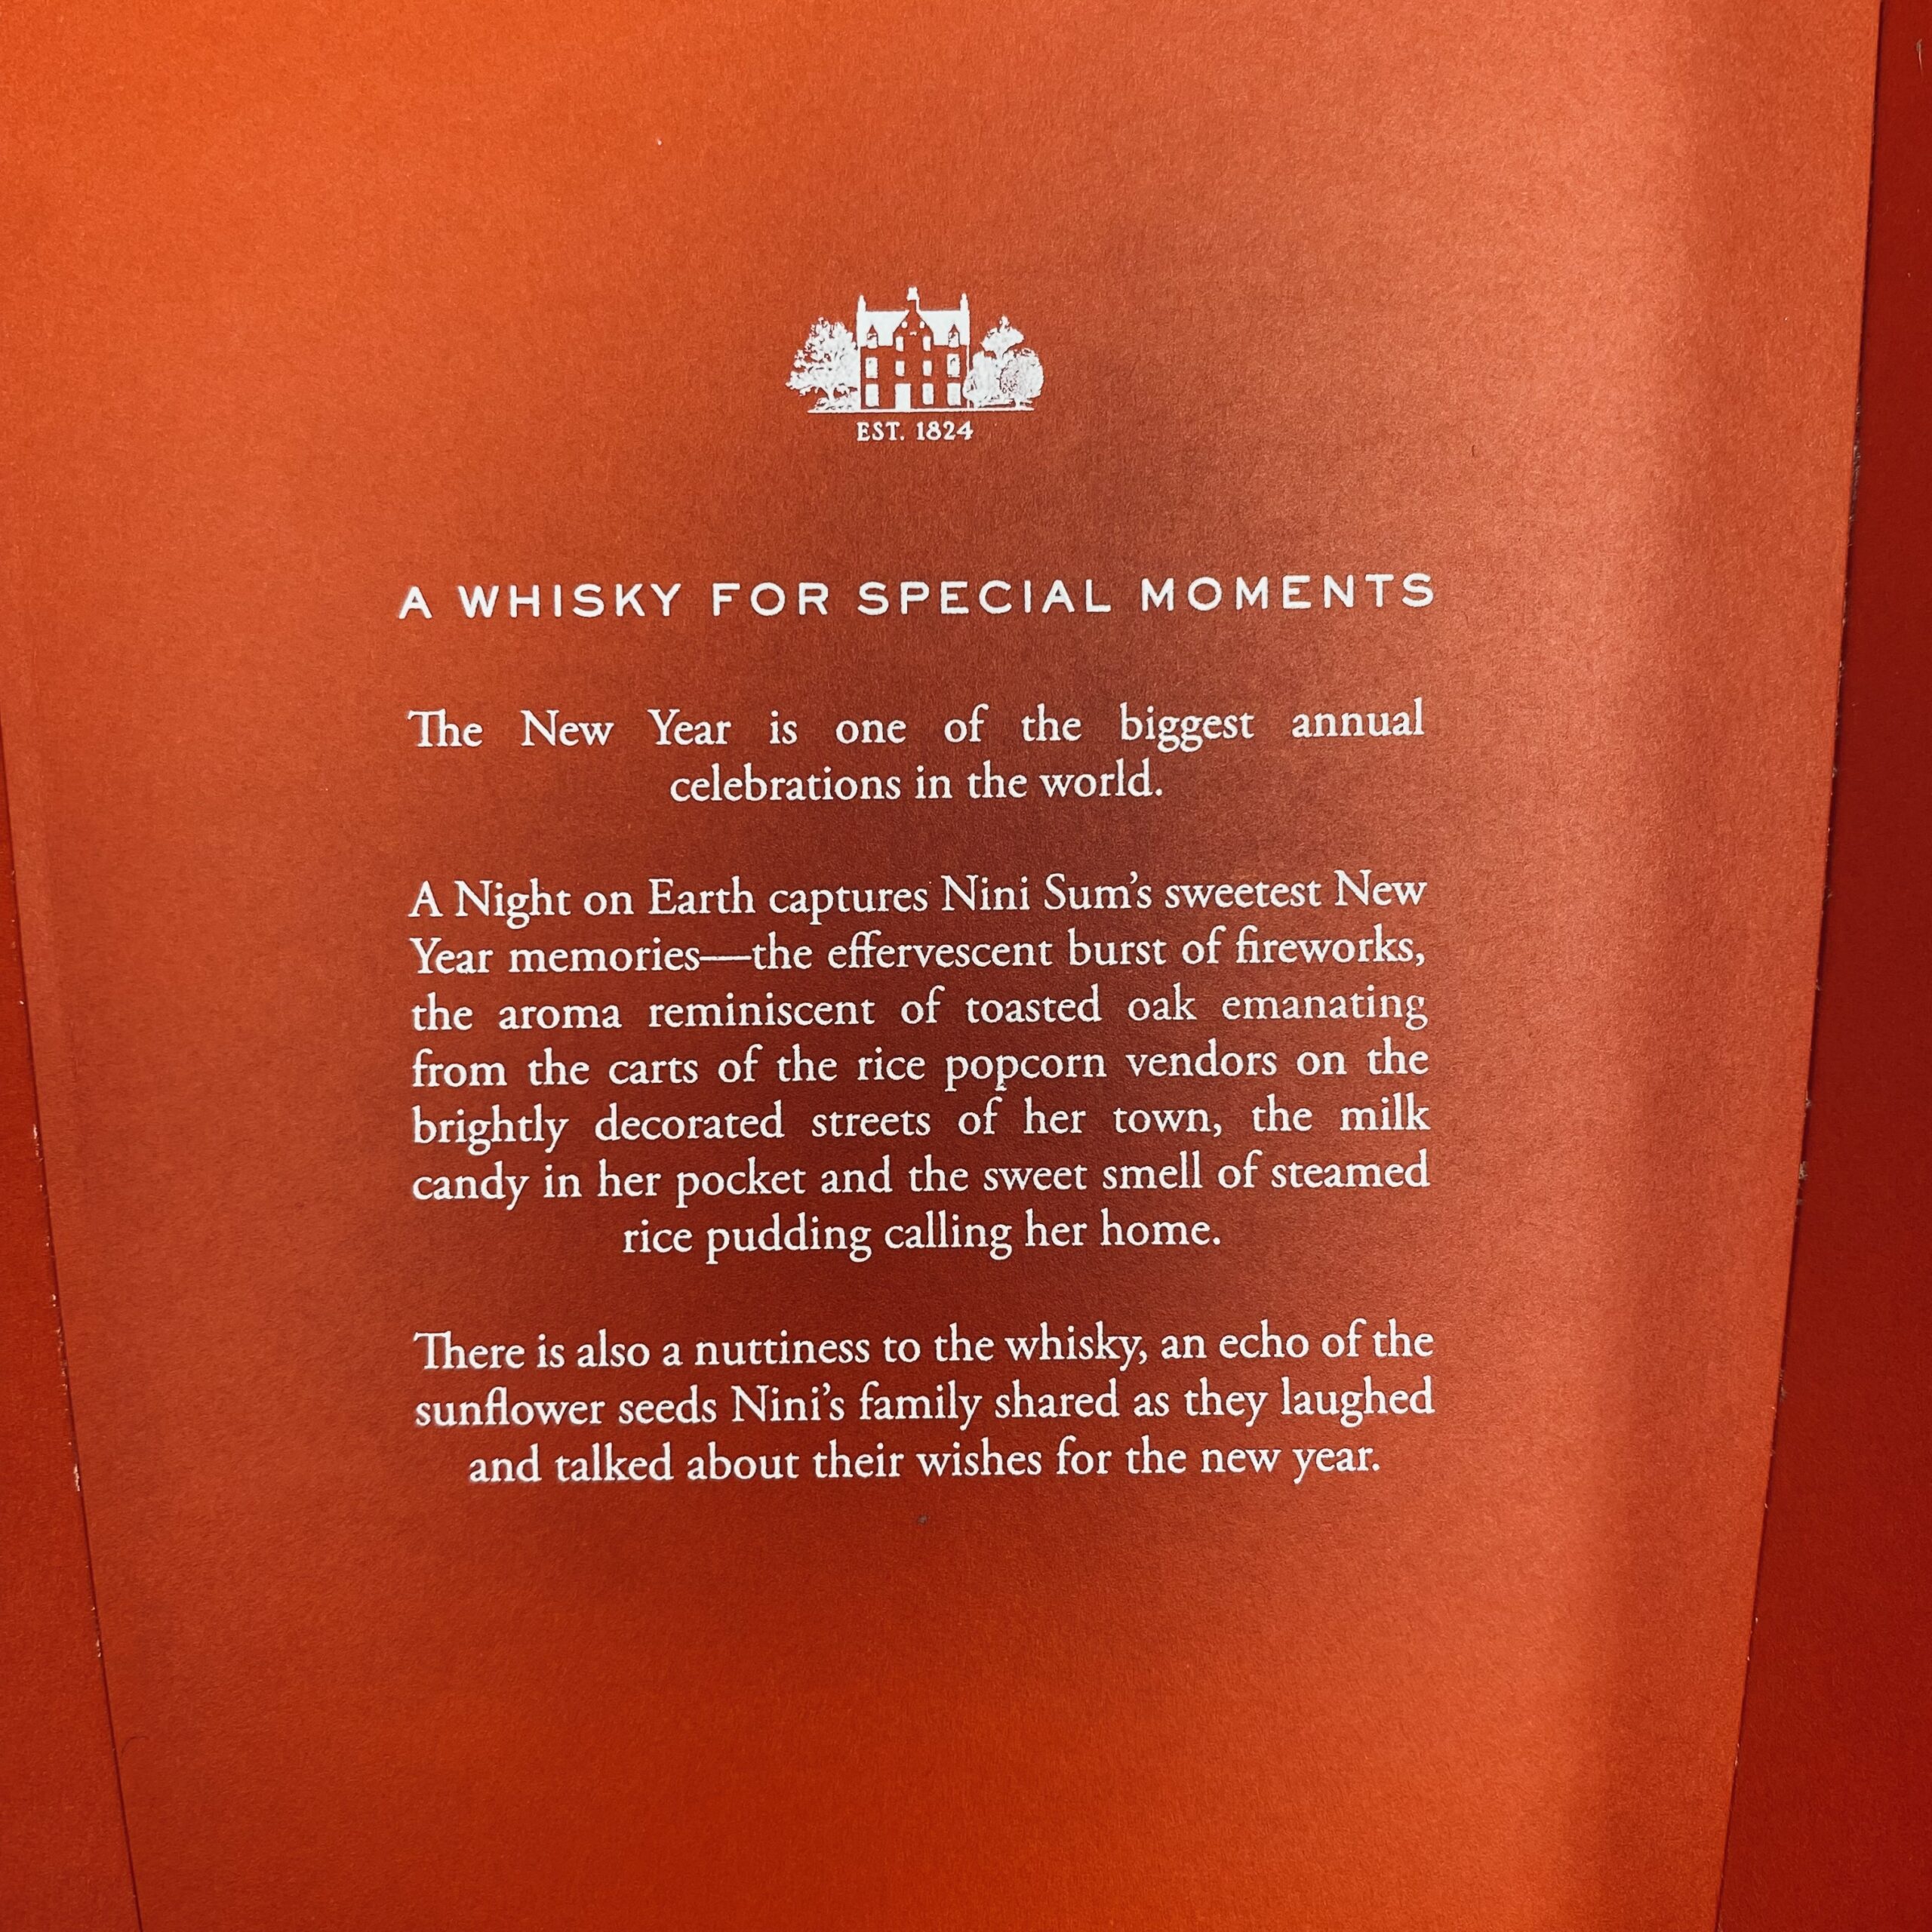 EST. 1824
A WHISKY FOR SPECIAL MOMENTS
The New Year is one of the biggest annual
celebrations in the world.
A Night on Earth captures Nini Sum’s sweetest New
Year memories—the effervescent burst of fireworks,
the aroma reminiscent of toasted oak emanating
from the carts of the rice popcorn vendors on the
brightly decorated streets of her town, the milk
candy in her pocket and the sweet smell of steamed
rice pudding calling her home.
There is also a nuttiness to the whisky, an echo of the
sunflower seeds Nini’s family shared as they laughed
and talked about their wishes for the new year.